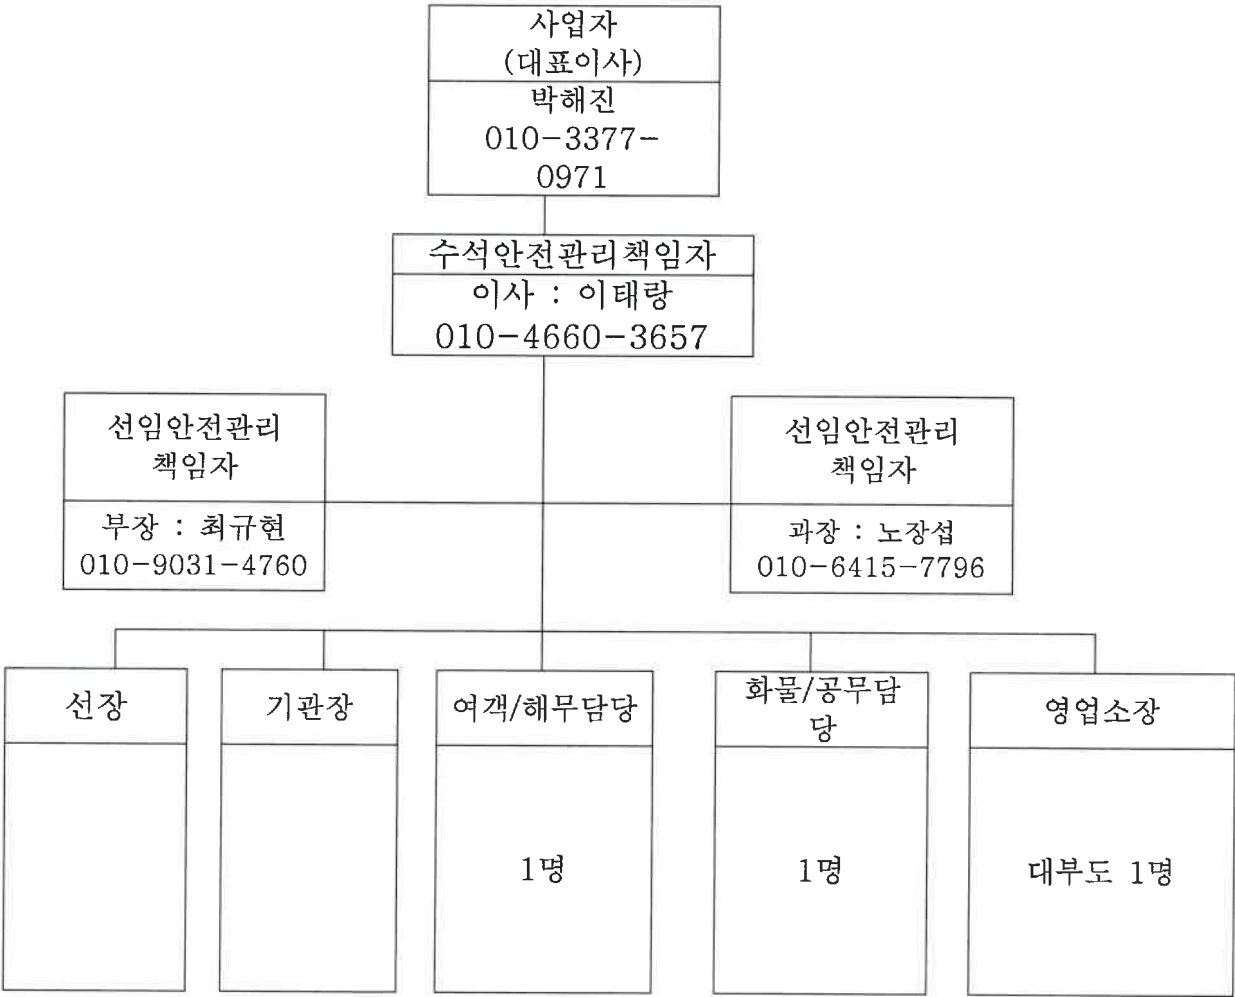 사업자
(대표이사)
박해진
010-3377-
0971
수석안전관리책임자
이사 : 이태랑
010-4660-3657
선임안전관리
책임자
부장 : 최규현
010-9031-4760
선임안전관리
책임자
과장 : 노장섭
010-6415-7796
선장
기관장
여객/해무담당
화물/공무담
당
영업소장
1명
1명
대부도 1명